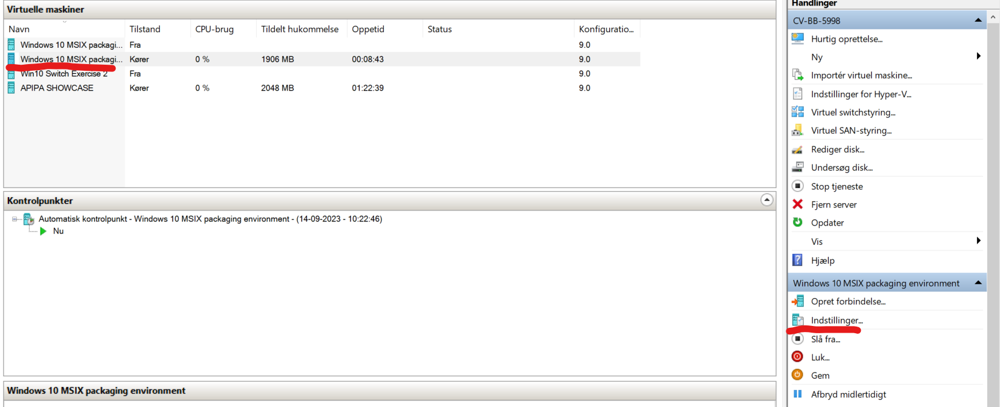 Virtuelle maskiner
Navn Tilstand CPU-brug Tildelt hukommelse Oppetid Status Konfiguratio...
Windows 10 MSIX packagi... Fra 9.0
Windows 10 MSIX packagi... Kører 0 % 1906 MB 00:08:43 9.0
Win10 Switch Exercise 2 Fra 9.0
APIPA SHOWCASE Kører 0 % 2048 MB 01:22:39 9.0
Kontrolpunkter
Automatisk kontrolpunkt - Windows 10 MSIX packaging environment - (14-09-2023 - 10:22:46)
Nu
Windows 10 MSIX packaging environment
Handlinger
CV-BB-5998
Hurtig oprettelse...
Ny
Importér virtuel maskine...
Indstillinger for Hyper-V...
Virtuel switchstyring...
Virtuel SAN-styring...
Rediger disk...
Undersøg disk...
Stop tjeneste
Fjern server
Opdater
Vis
Hjælp
Windows 10 MSIX packaging environment
Opret forbindelse...
Indstillinger...
Slå fra...
Luk...
Gem
Afbryd midlertidigt